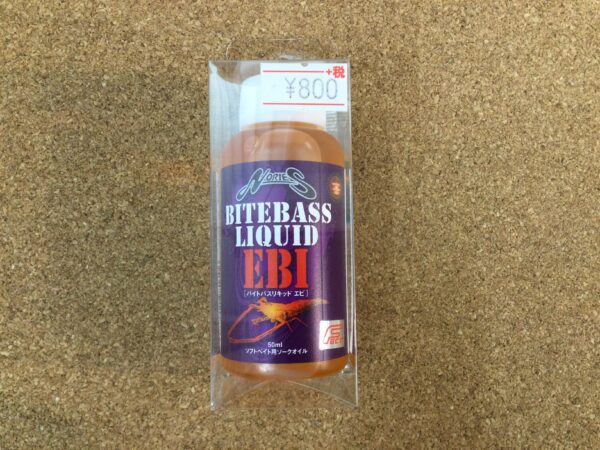 +税
¥800
NORIES
BITEBASS
LIQUID
EBI
[バイトバスリキッド エビ]
50ml
ソフトベイト用ソークオイル